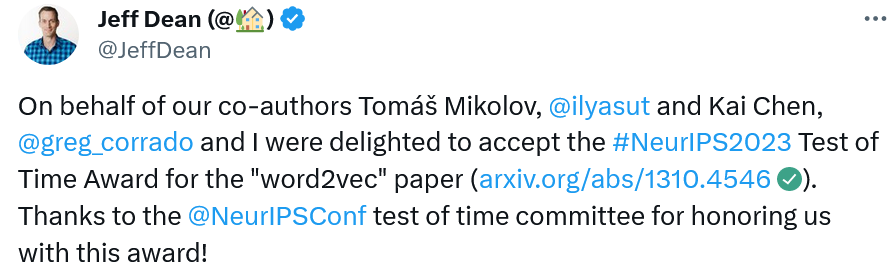 Jeff Dean (@🏡)
@JeffDean
On behalf of our co-authors Tomáš Mikolov, @ilyasut and Kai Chen,
@greg_corrado and I were delighted to accept the #NeurIPS2023 Test of
Time Award for the "word2vec" paper (arxiv.org/abs/1310.4546 ✅).
Thanks to the @NeurIPSConf test of time committee for honoring us
with this award!